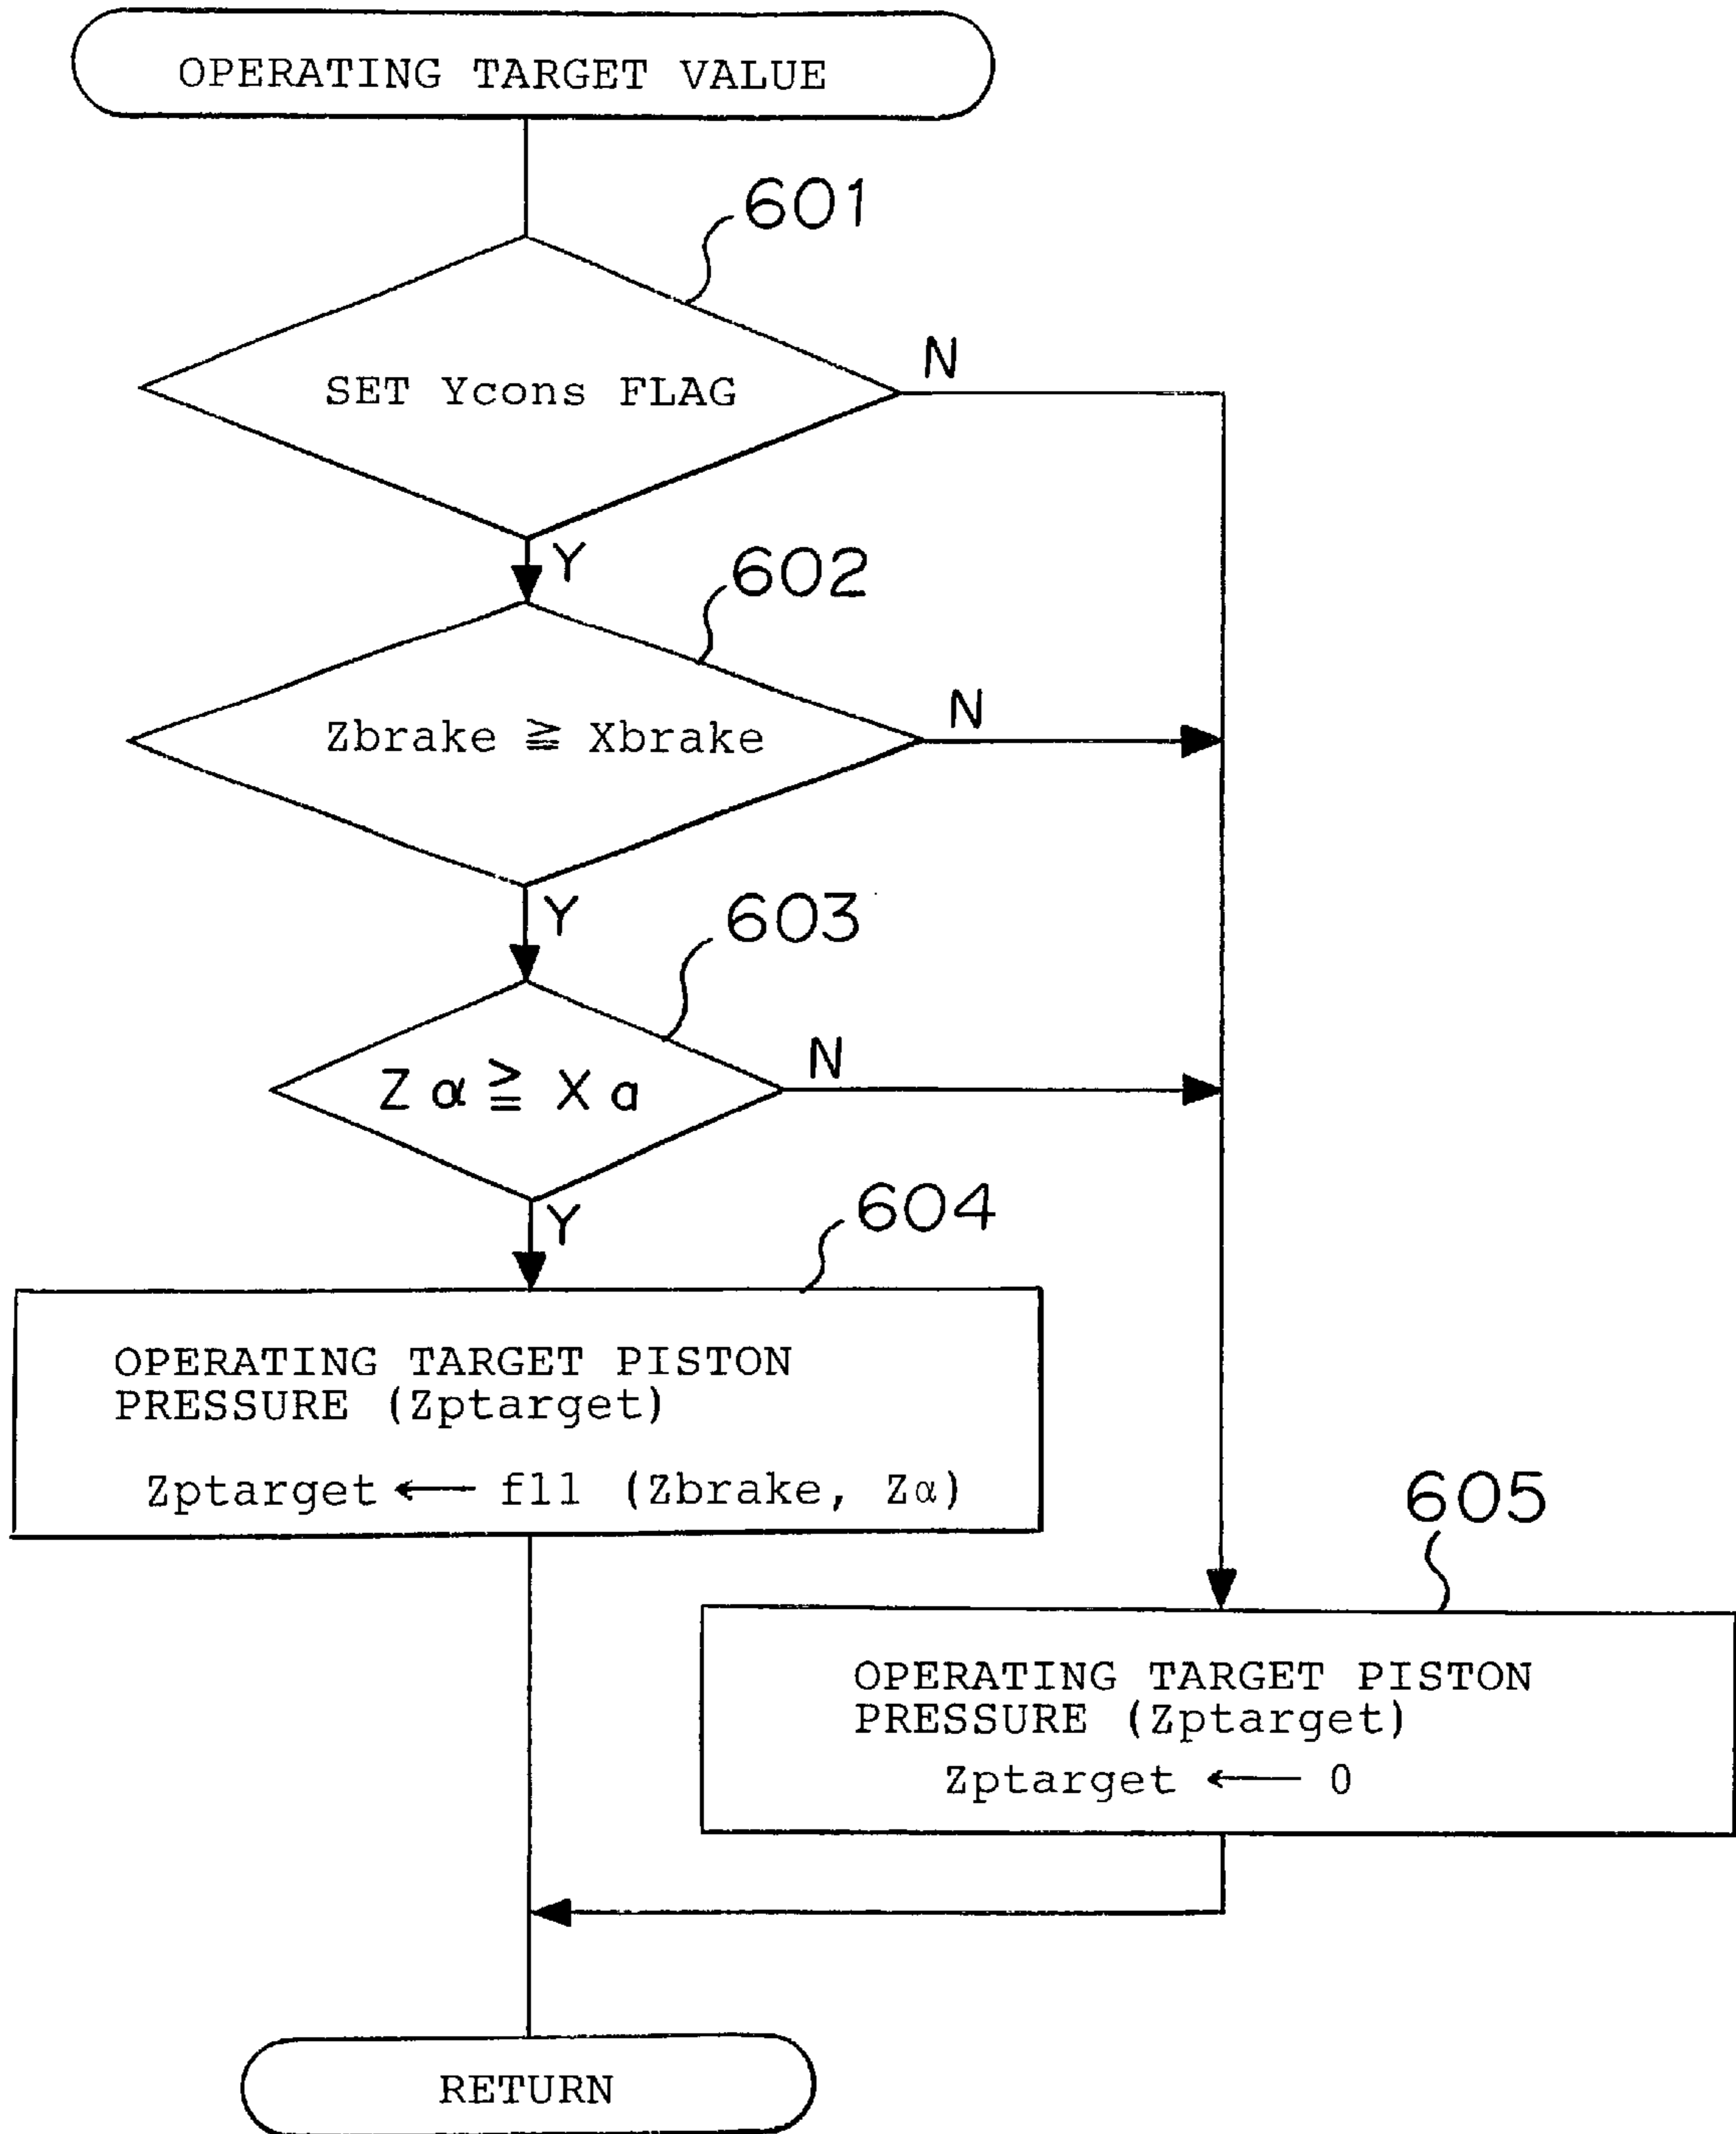 OPERATING TARGET VALUE
601
SET Ycons FLAG
N
Y
602
Zbrake ≧ Xbrake
N
Y
603
Zα ≧ Xa
N
Y
604
OPERATING TARGET PISTON
PRESSURE (Zptarget)
Zptarget ← f11 (Zbrake, Zα)
605
OPERATING TARGET PISTON
PRESSURE (Zptarget)
Zptarget ← 0
RETURN